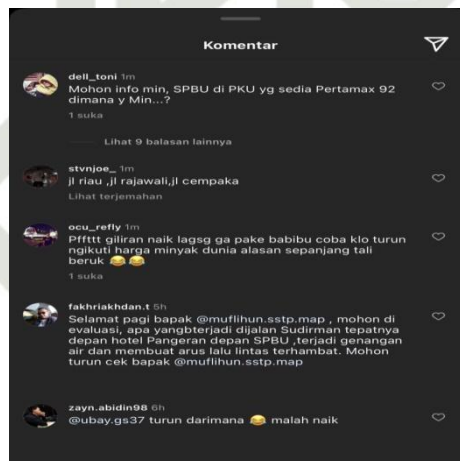 Komentar
dell_toni 1m
Mohon info min, SPBU di PKU yg sedia Pertamax 92
dimana y Min...?
1 suka
Lihat 9 balasan lainnya
stvnjoe_ 1m
jl riau ,jl rajawali,jl cempaka
Lihat terjemahan
ocu_refly 1m
Pffttt giliran naik lagsg ga pake babibu coba klo turun
ngikuti harga minyak dunia alasan sepanjang tali
beruk 😂😂
1 suka
fakhriakhdan.t 5h
Selamat pagi bapak @muflihun.sstp.map , mohon di
evaluasi, apa yangbterjadi dijalan Sudirman tepatnya
depan hotel Pangeran depan SPBU ,terjadi genangan
air dan membuat arus lalu lintas terhambat. Mohon
turun cek bapak @muflihun.sstp.map
zayn.abidin98 6h
@ubay.gs37 turun darimana 😂 malah naik